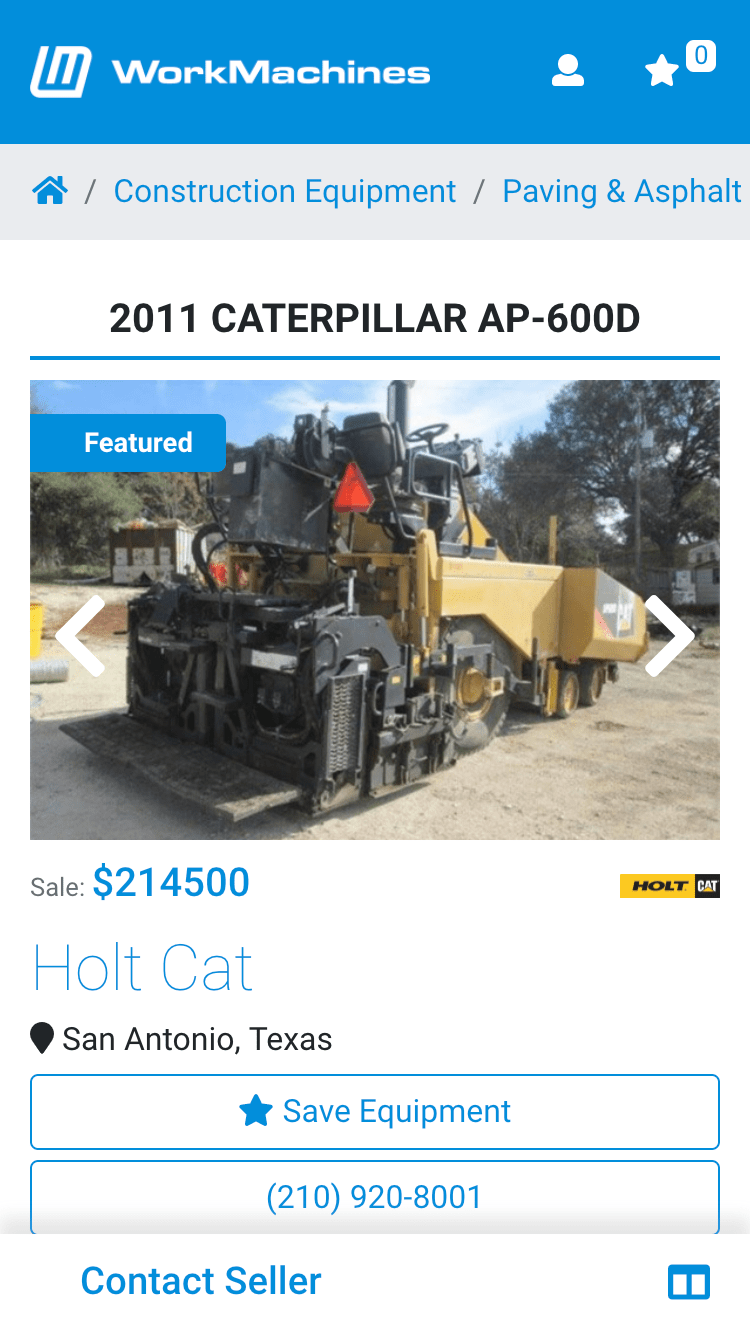 WorkMachines
0
/ Construction Equipment / Paving & Asphalt
2011 CATERPILLAR AP-600D
Featured
CAT
Sale: $214500
HOLT CAT
Holt Cat
San Antonio, Texas
Save Equipment
(210) 920-8001
Contact Seller